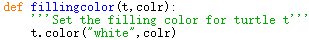 def fillingcolor(t,colr):
    '''Set the filling color for turtle t'''
    t.color("white",colr)